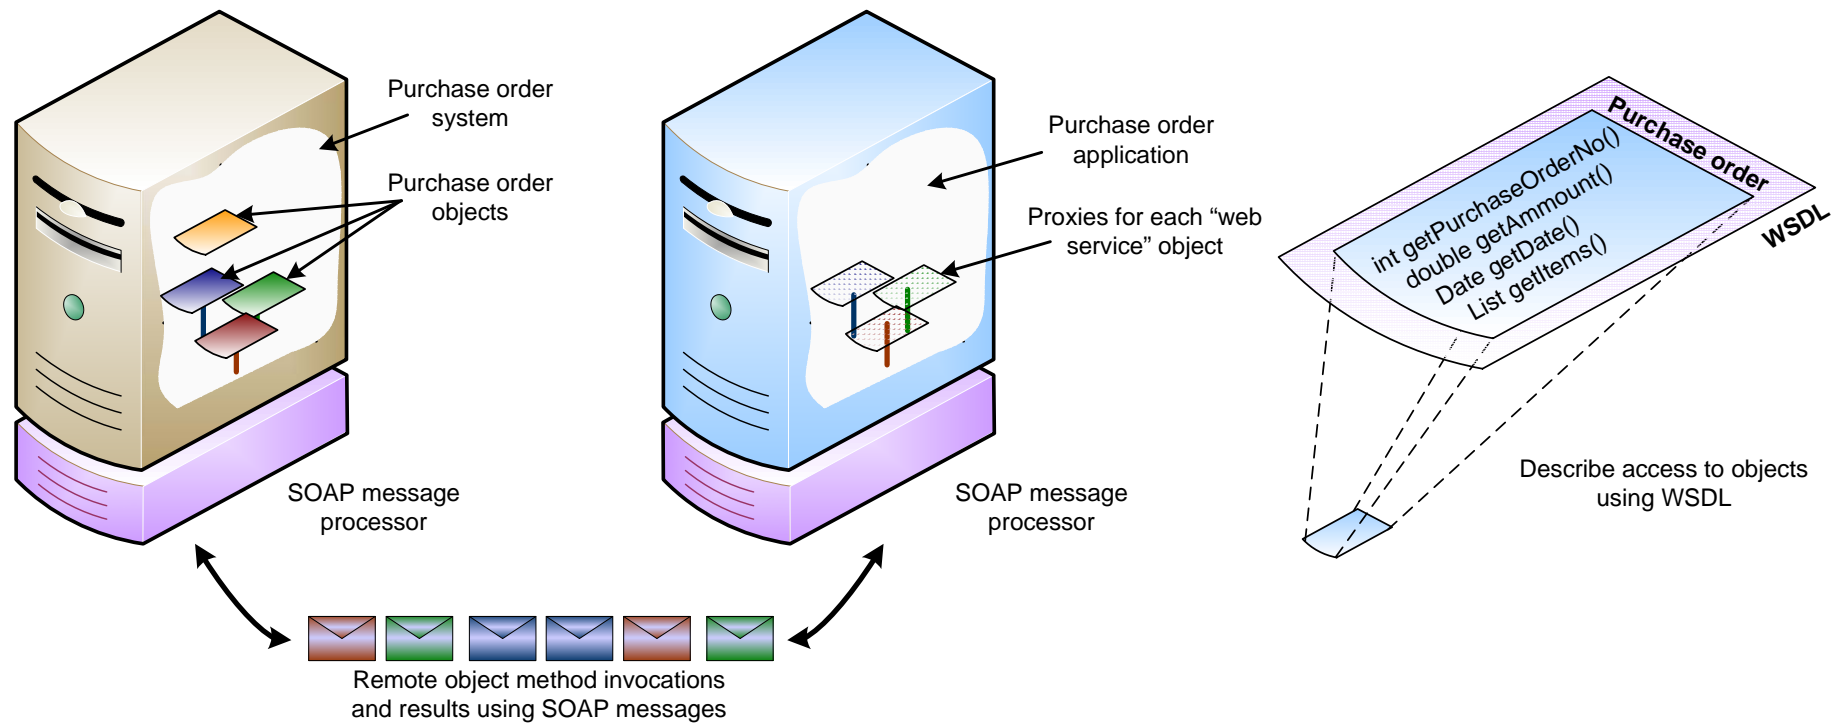 Purchase order
system
Purchase order
objects
SOAP message
processor
Purchase order
application
Proxies for each “web
service” object
SOAP message
processor
Remote object method invocations
and results using SOAP messages
Purchase order
WSDL
int getPurchaseOrderNo()
double getAmmount()
Date getDate()
List getItems()
Describe access to objects
using WSDL